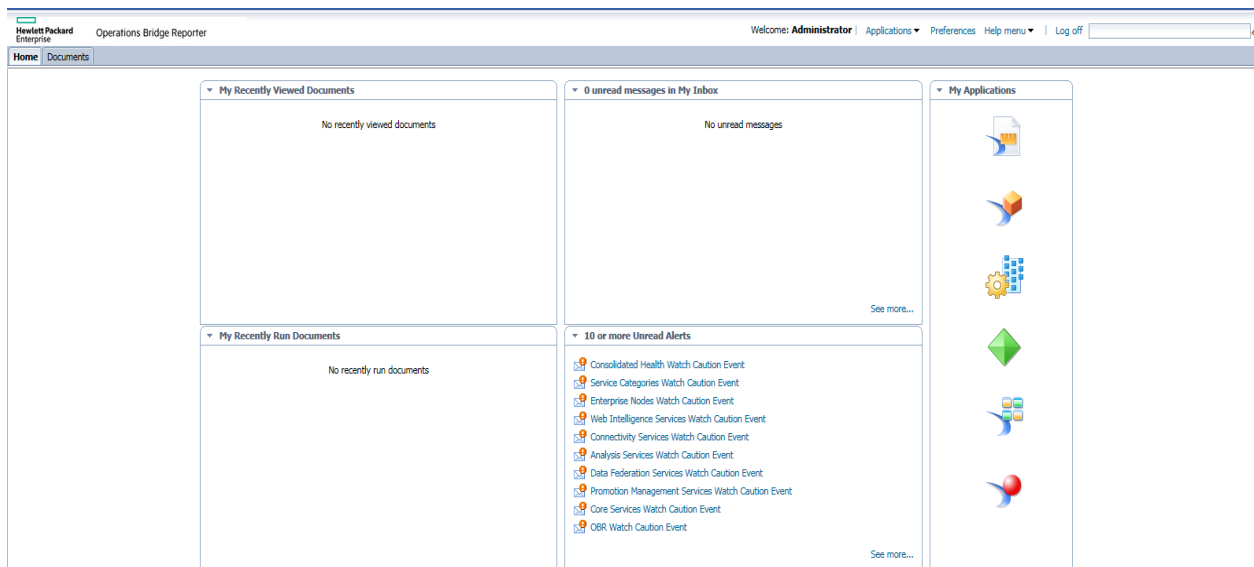 Hewlett Packard
Enterprise
Operations Bridge Reporter
Welcome: Administrator | Applications Preferences Help menu | Log off
Home Documents
My Recently Viewed Documents
No recently viewed documents
0 unread messages in My Inbox
No unread messages
See more...
My Applications
My Recently Run Documents
No recently run documents
10 or more Unread Alerts
Consolidated Health Watch Caution Event
Service Categories Watch Caution Event
Enterprise Nodes Watch Caution Event
Web Intelligence Services Watch Caution Event
Connectivity Services Watch Caution Event
Analysis Services Watch Caution Event
Data Federation Services Watch Caution Event
Promotion Management Services Watch Caution Event
Core Services Watch Caution Event
OBR Watch Caution Event
See more...